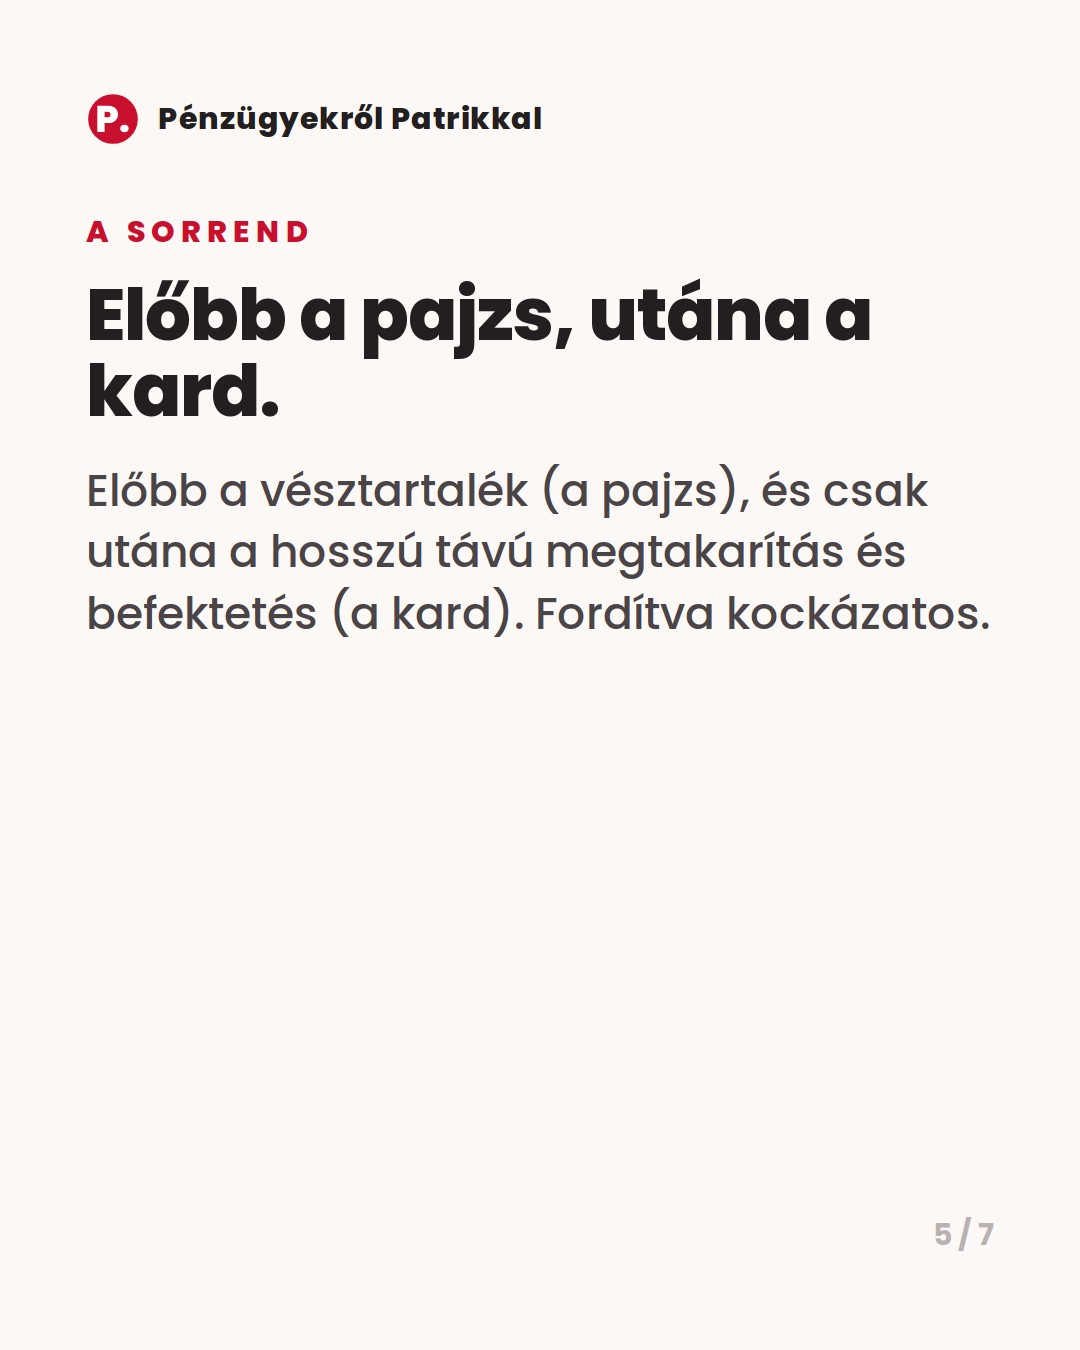 P. Pénzügyekről Patrikkal
A SORREND
Előbb a pajzs, utána a
kard.
Előbb a vésztartalék (a pajzs), és csak
utána a hosszú távú megtakarítás és
befektetés (a kard). Fordítva kockázatos.
5 / 7